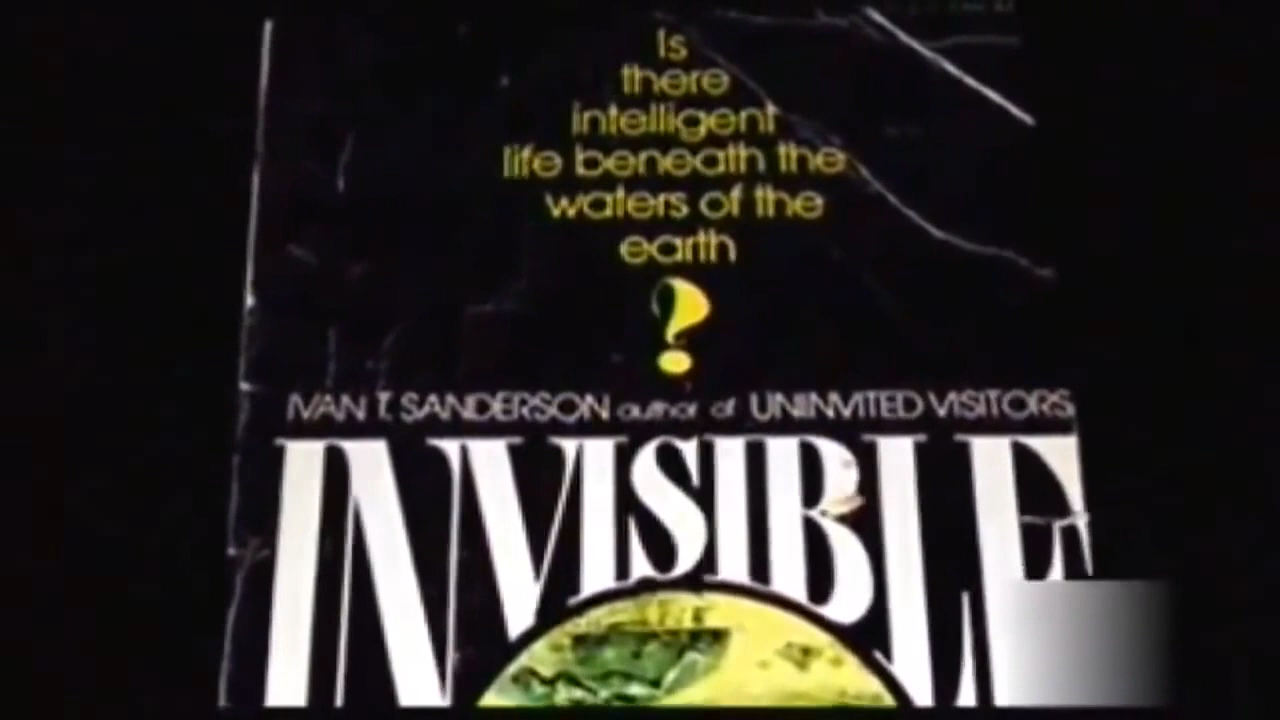 Is
there
intelligent
life beneath the
waters of the
earth
?
IVAN T. SANDERSON author of UNINVITED VISITORS
INVISIBLE